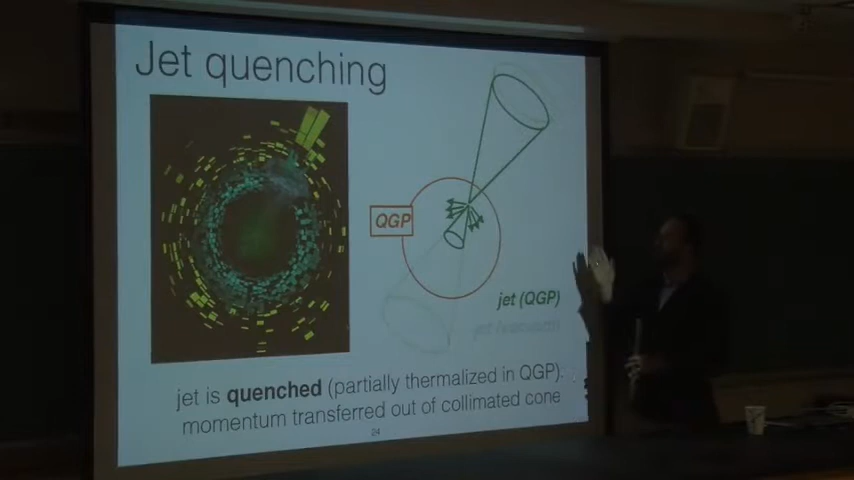 Jet quenching
QGP
jet (QGP)
jet is quenched (partially thermalized in QGP).
momentum transferred out of collimated cone
24